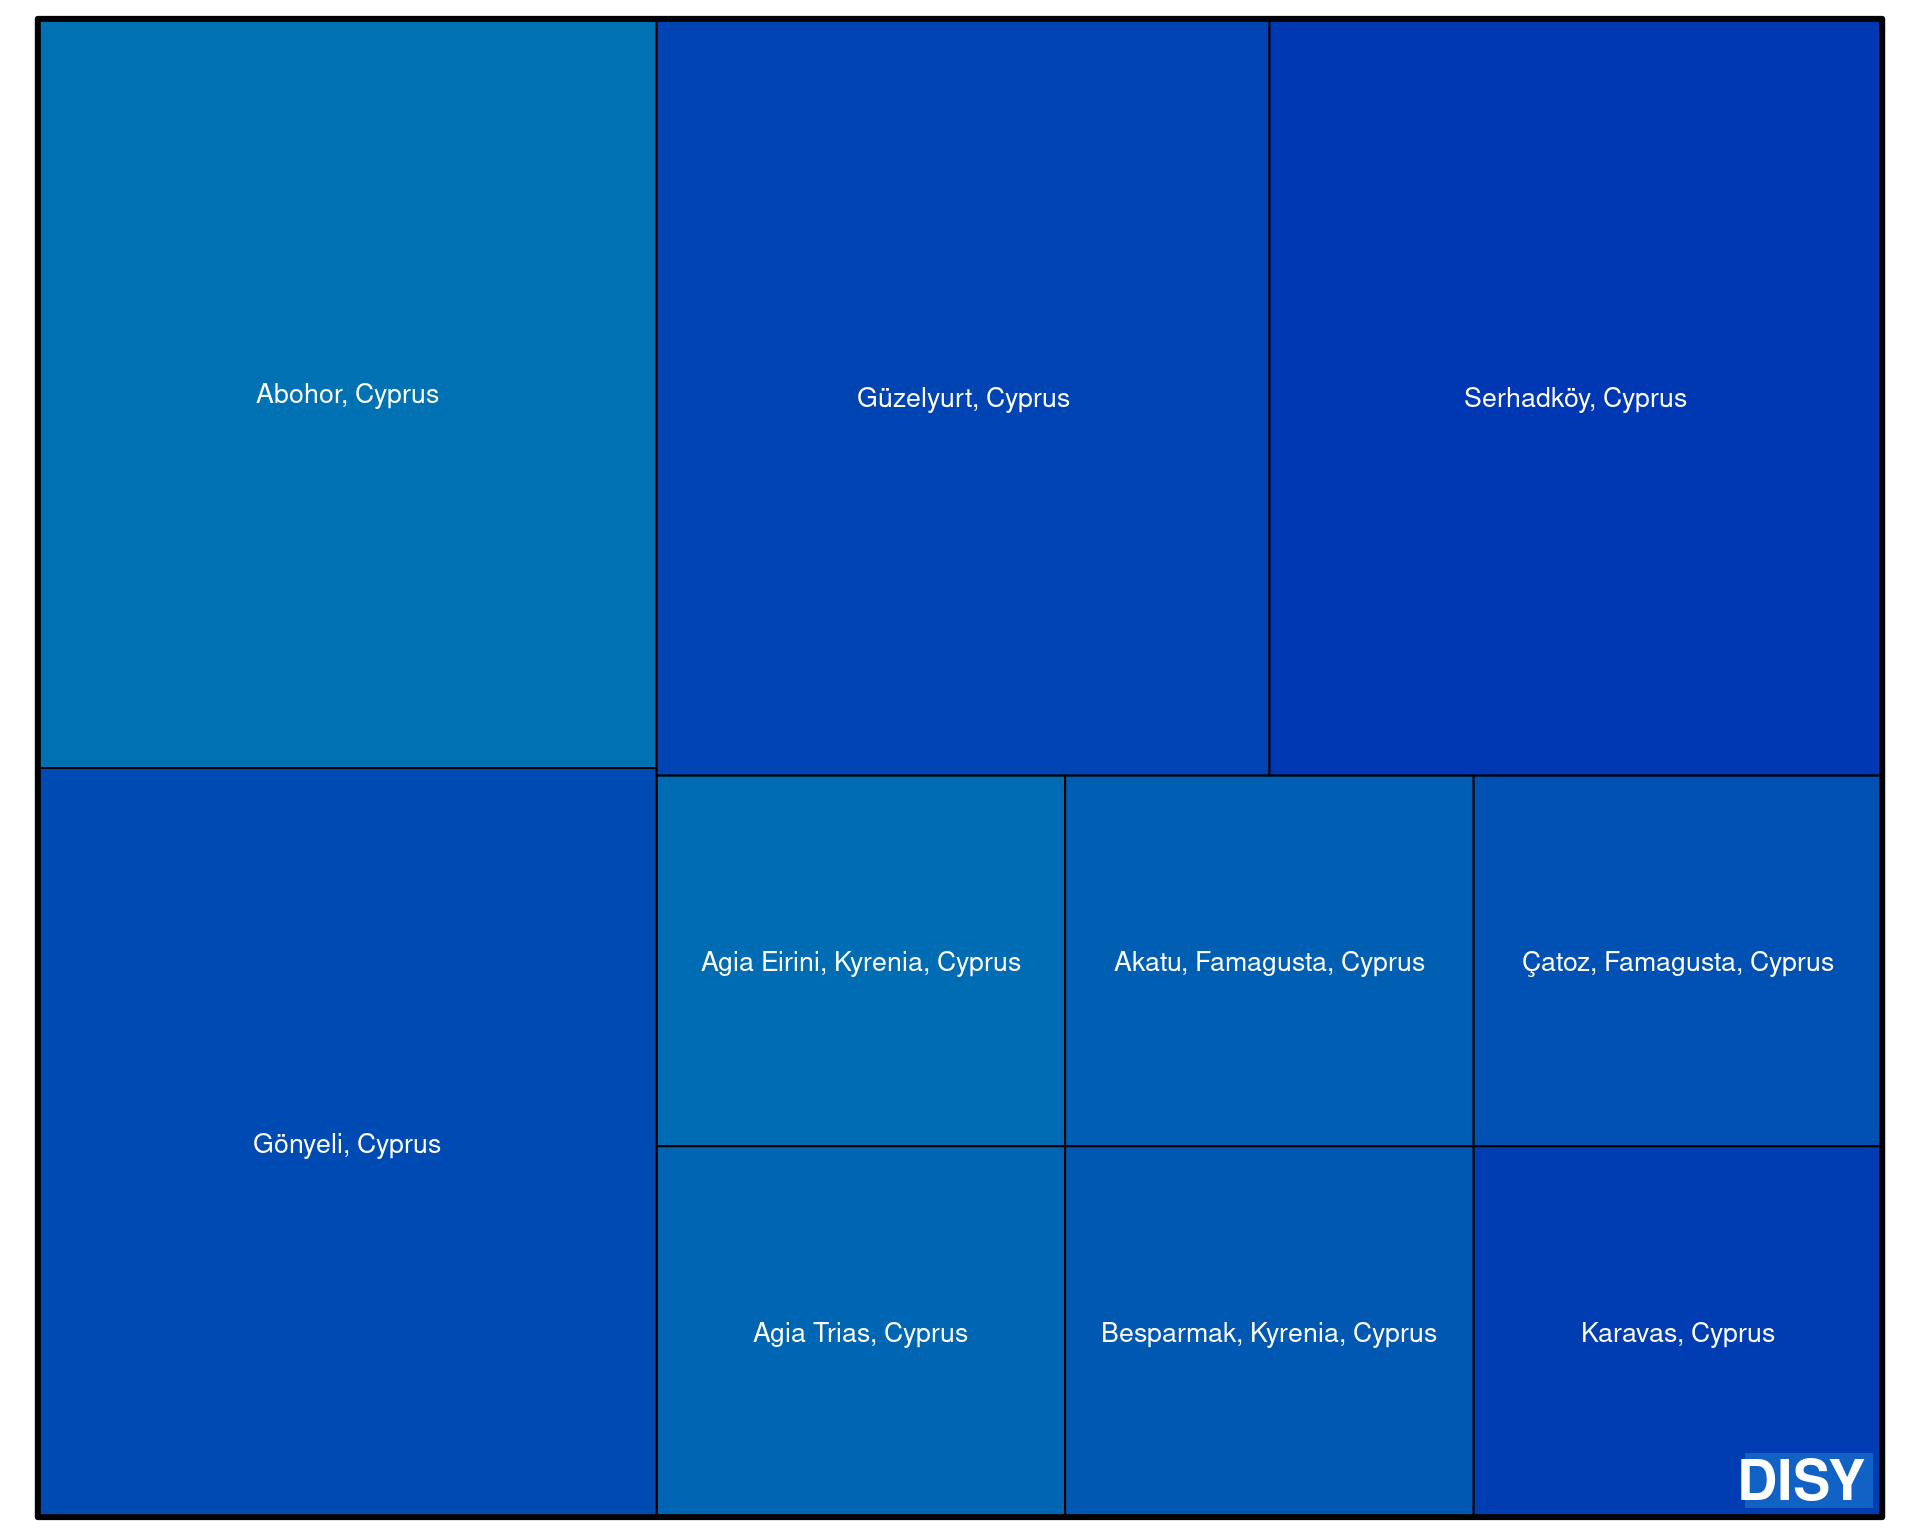 Abohor, Cyprus
Güzelyurt, Cyprus
Serhadköy, Cyprus
Gönyeli, Cyprus
Agia Eirini, Kyrenia, Cyprus
Akatu, Famagusta, Cyprus
Çatoz, Famagusta, Cyprus
Agia Trias, Cyprus
Besparmak, Kyrenia, Cyprus
Karavas, Cyprus
DISY